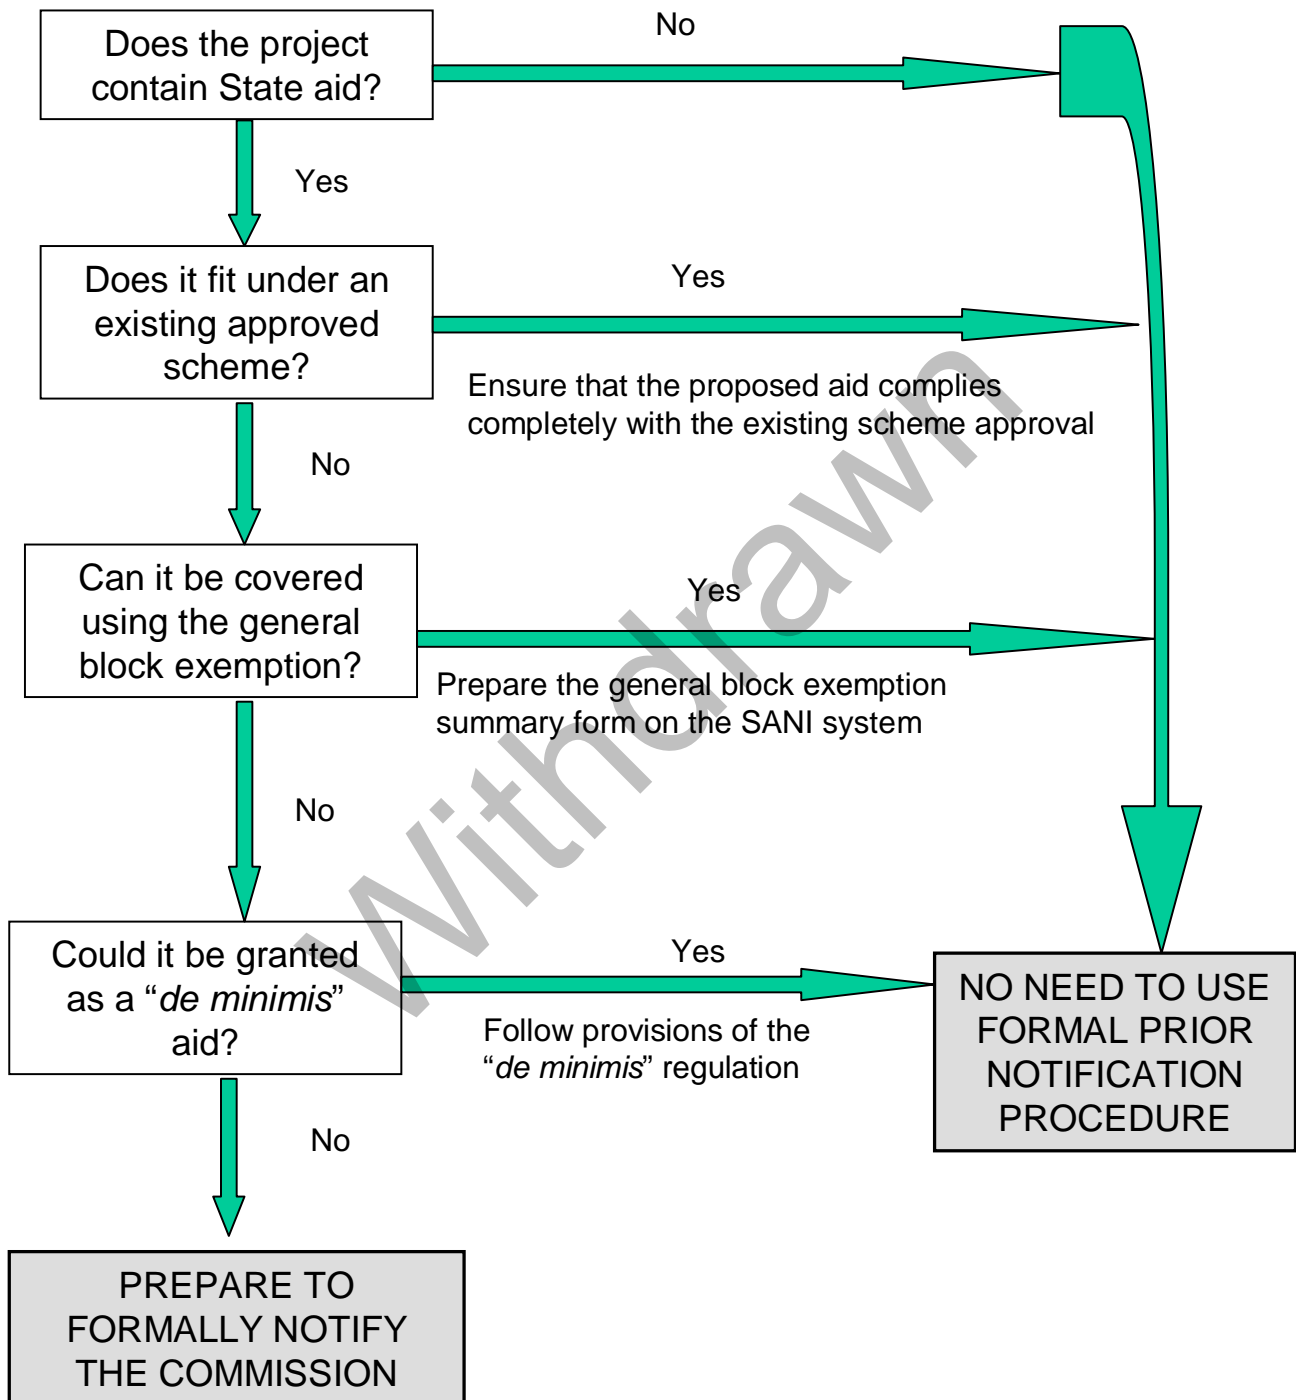 Does the project
contain State aid?
No
Yes
Does it fit under an
existing approved
scheme?
Yes
Ensure that the proposed aid complies
completely with the existing scheme approval
No
Can it be covered
using the general
block exemption?
Yes
Prepare the general block exemption
summary form on the SANI system
No
Could it be granted
as a “de minimis”
aid?
Yes
Follow provisions of the
“de minimis” regulation
NO NEED TO USE
FORMAL PRIOR
NOTIFICATION
PROCEDURE
No
PREPARE TO
FORMALLY NOTIFY
THE COMMISSION
Withdrawn